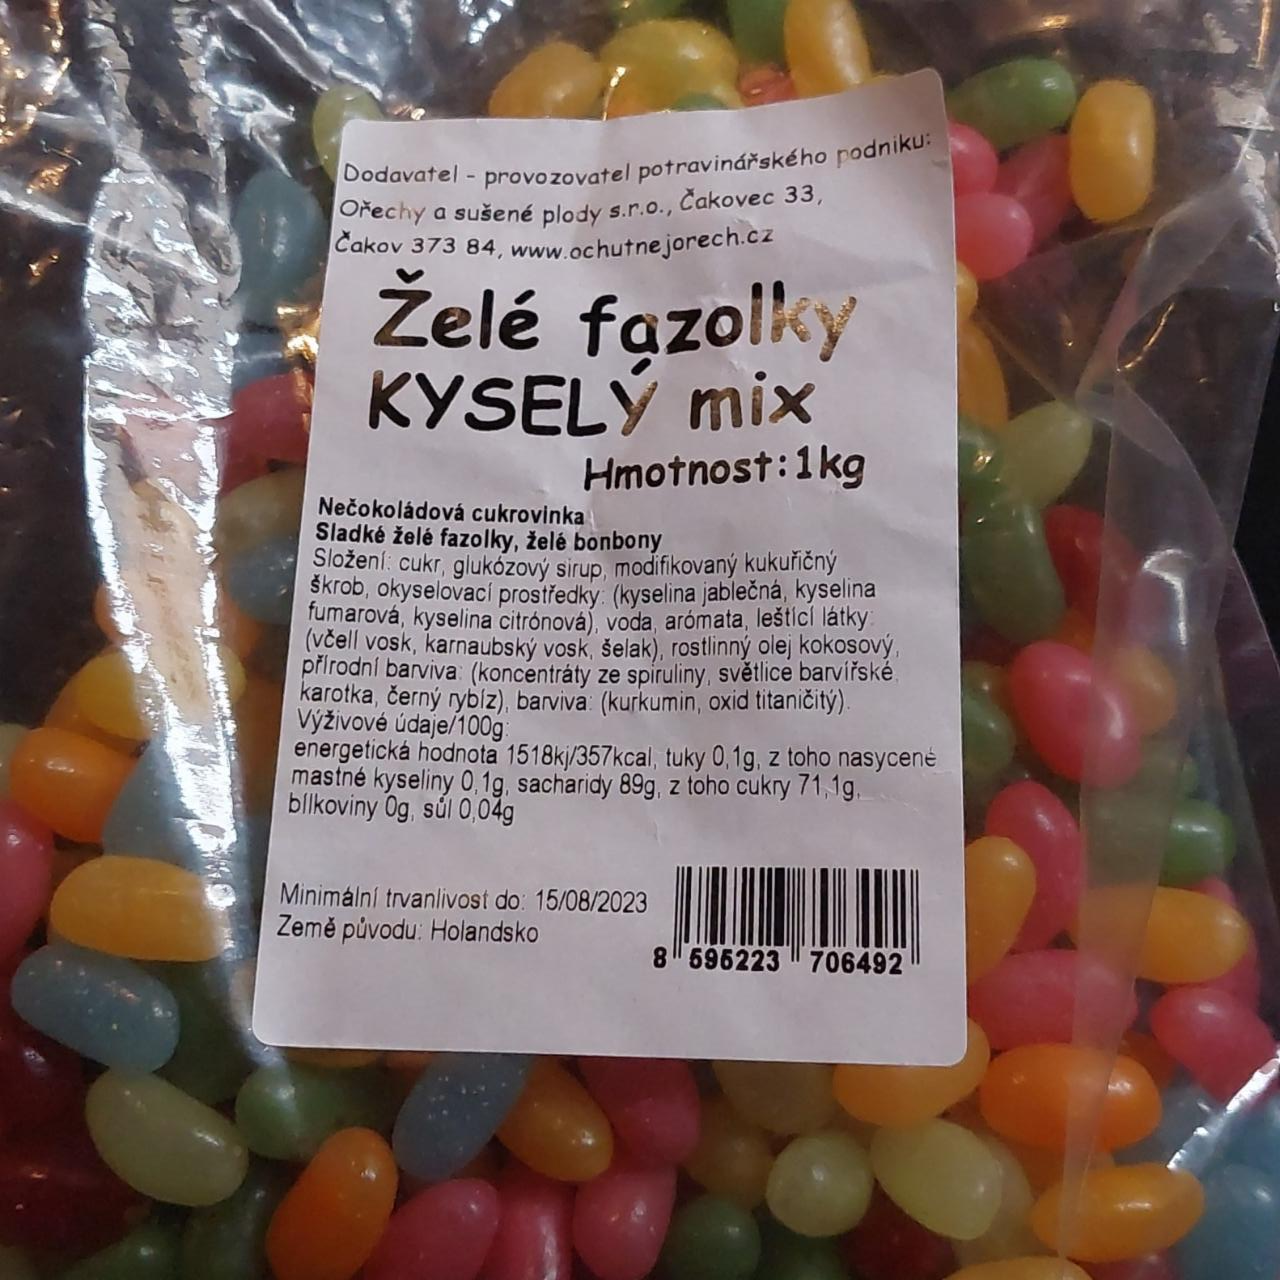 Dodavatel - provozovatel potravinářského podniku:
Ořechy a sušené plody s.r.o., Čakovec 33,
Čakov 373 84, www.ochutnejorech.cz
Želé fazolky
KYSELÝ mix
Hmotnost: 1kg
Nečokoládová cukrovinka
Sladké želé fazolky, želé bonbony
Složení: cukr, glukózový sirup, modifikovaný kukuřičný
škrob, okyselovací prostředky: (kyselina jablečná, kyselina
fumarová, kyselina citrónová), voda, arómata, leštící látky:
(včelí vosk, karnaubský vosk, šelak), rostlinný olej kokosový,
přírodní barviva: (koncentráty ze spiruliny, světlice barvířské,
karotka, černý rybíz), barviva: (kurkumin, oxid titaničitý).
Výživové údaje/100g:
energetická hodnota 1518kj/357kcal, tuky 0,1g, z toho nasycené
mastné kyseliny 0,1g, sacharidy 89g, z toho cukry 71,1g,
bílkoviny 0g, sůl 0,04g
Minimální trvanlivost do: 15/08/2023
Země původu: Holandsko
8 595223 706492